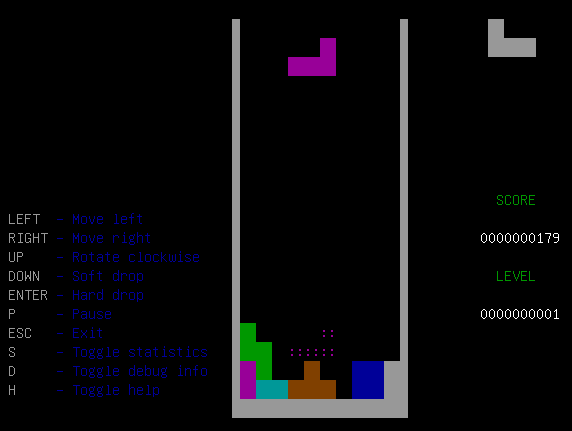 SCORE
LEFT – Move left
RIGHT – Move right
0000000179
UP – Rotate clockwise
DOWN – Soft drop
LEVEL
ENTER – Hard drop
P – Pause
0000000001
ESC – Exit
S – Toggle statistics
D – Toggle debug info
H – Toggle help